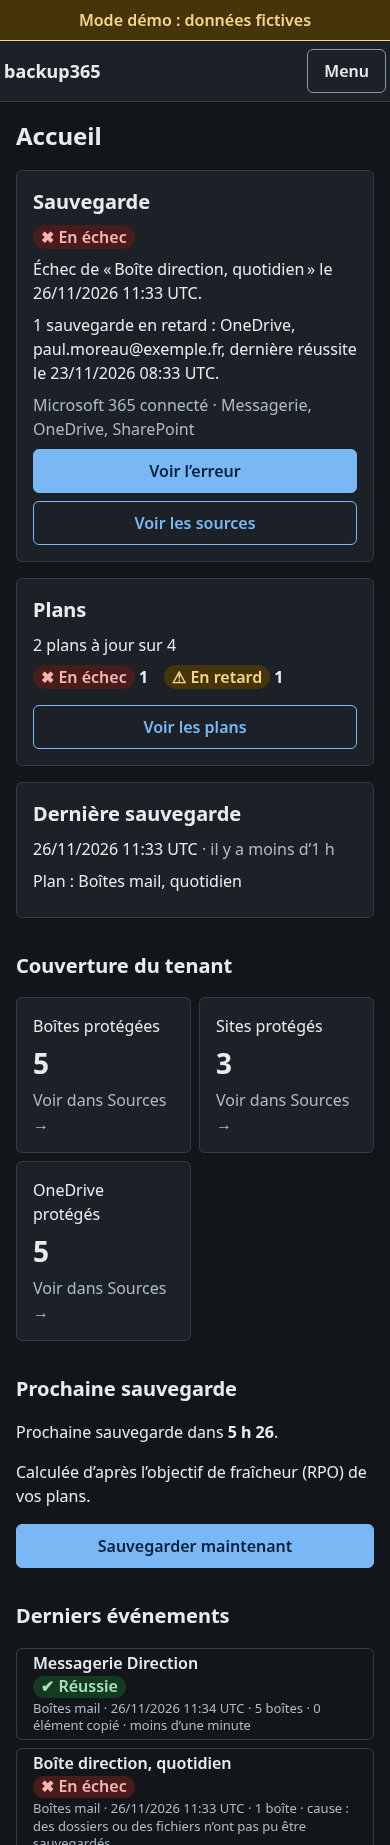 Mode démo : données fictives
backup365
Menu
Accueil
Sauvegarde
✖ En échec
Échec de « Boîte direction, quotidien » le
26/11/2026 11:33 UTC.
1 sauvegarde en retard : OneDrive,
paul.moreau@exemple.fr, dernière réussite
le 23/11/2026 08:33 UTC.
Microsoft 365 connecté · Messagerie,
OneDrive, SharePoint
Voir l’erreur
Voir les sources
Plans
2 plans à jour sur 4
✖ En échec 1 ⚠ En retard 1
Voir les plans
Dernière sauvegarde
26/11/2026 11:33 UTC · il y a moins d’1 h
Plan : Boîtes mail, quotidien
Couverture du tenant
Boîtes protégées
5
Voir dans Sources
→
Sites protégés
3
Voir dans Sources
→
OneDrive
protégés
5
Voir dans Sources
→
Prochaine sauvegarde
Prochaine sauvegarde dans 5 h 26.
Calculée d’après l’objectif de fraîcheur (RPO) de
vos plans.
Sauvegarder maintenant
Derniers événements
Messagerie Direction
✔ Réussie
Boîtes mail · 26/11/2026 11:34 UTC · 5 boîtes · 0
élément copié · moins d’une minute
Boîte direction, quotidien
✖ En échec
Boîtes mail · 26/11/2026 11:33 UTC · 1 boîte · cause :
des dossiers ou des fichiers n’ont pas pu être
sauvegardés